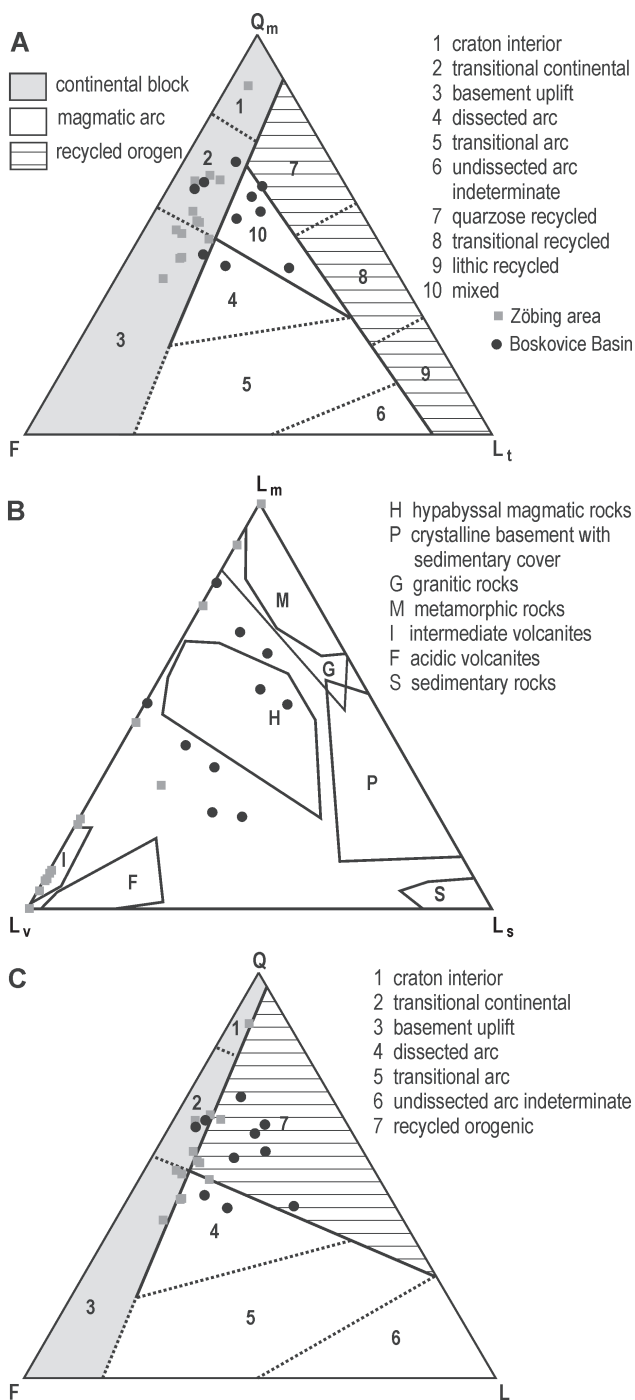 A
Qm
continental block
magmatic arc
recycled orogen
1 craton interior
2 transitional continental
3 basement uplift
4 dissected arc
5 transitional arc
6 undissected arc
indeterminate
7 quarzose recycled
8 transitional recycled
9 lithic recycled
10 mixed
Zöbing area
Boskovice Basin
1
2
7
10
8
4
3
9
5
6
F
Lt
B
Lm
H hypabyssal magmatic rocks
P crystalline basement with
sedimentary cover
G granitic rocks
M metamorphic rocks
I intermediate volcanites
F acidic volcanites
S sedimentary rocks
M
G
H
P
I
F
S
Lv
Ls
C
Q
1 craton interior
2 transitional continental
3 basement uplift
4 dissected arc
5 transitional arc
6 undissected arc indeterminate
7 recycled orogenic
1
2
7
4
3
5
6
F
L